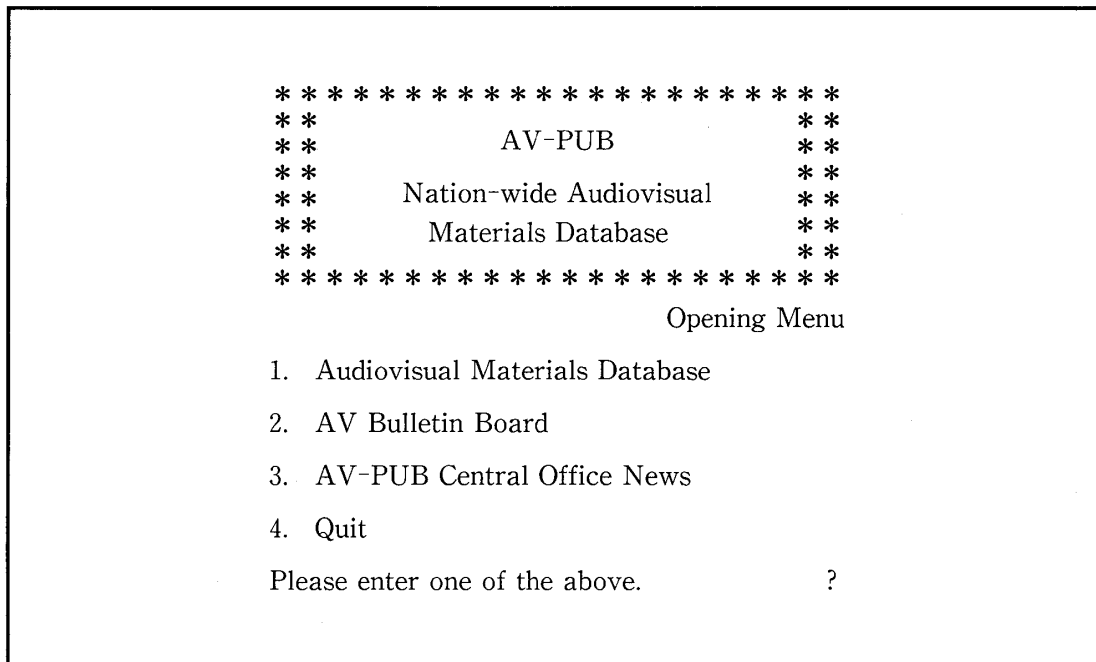 * * * * * * * * * * * * * * * * * * * * * *
* * * *
* * AV-PUB * *
* * * *
* * Nation-wide Audiovisual * *
* * Materials Database * *
* * * *
* * * * * * * * * * * * * * * * * * * * * *
Opening Menu
1. Audiovisual Materials Database
2. AV Bulletin Board
3. AV-PUB Central Office News
4. Quit
Please enter one of the above. ?